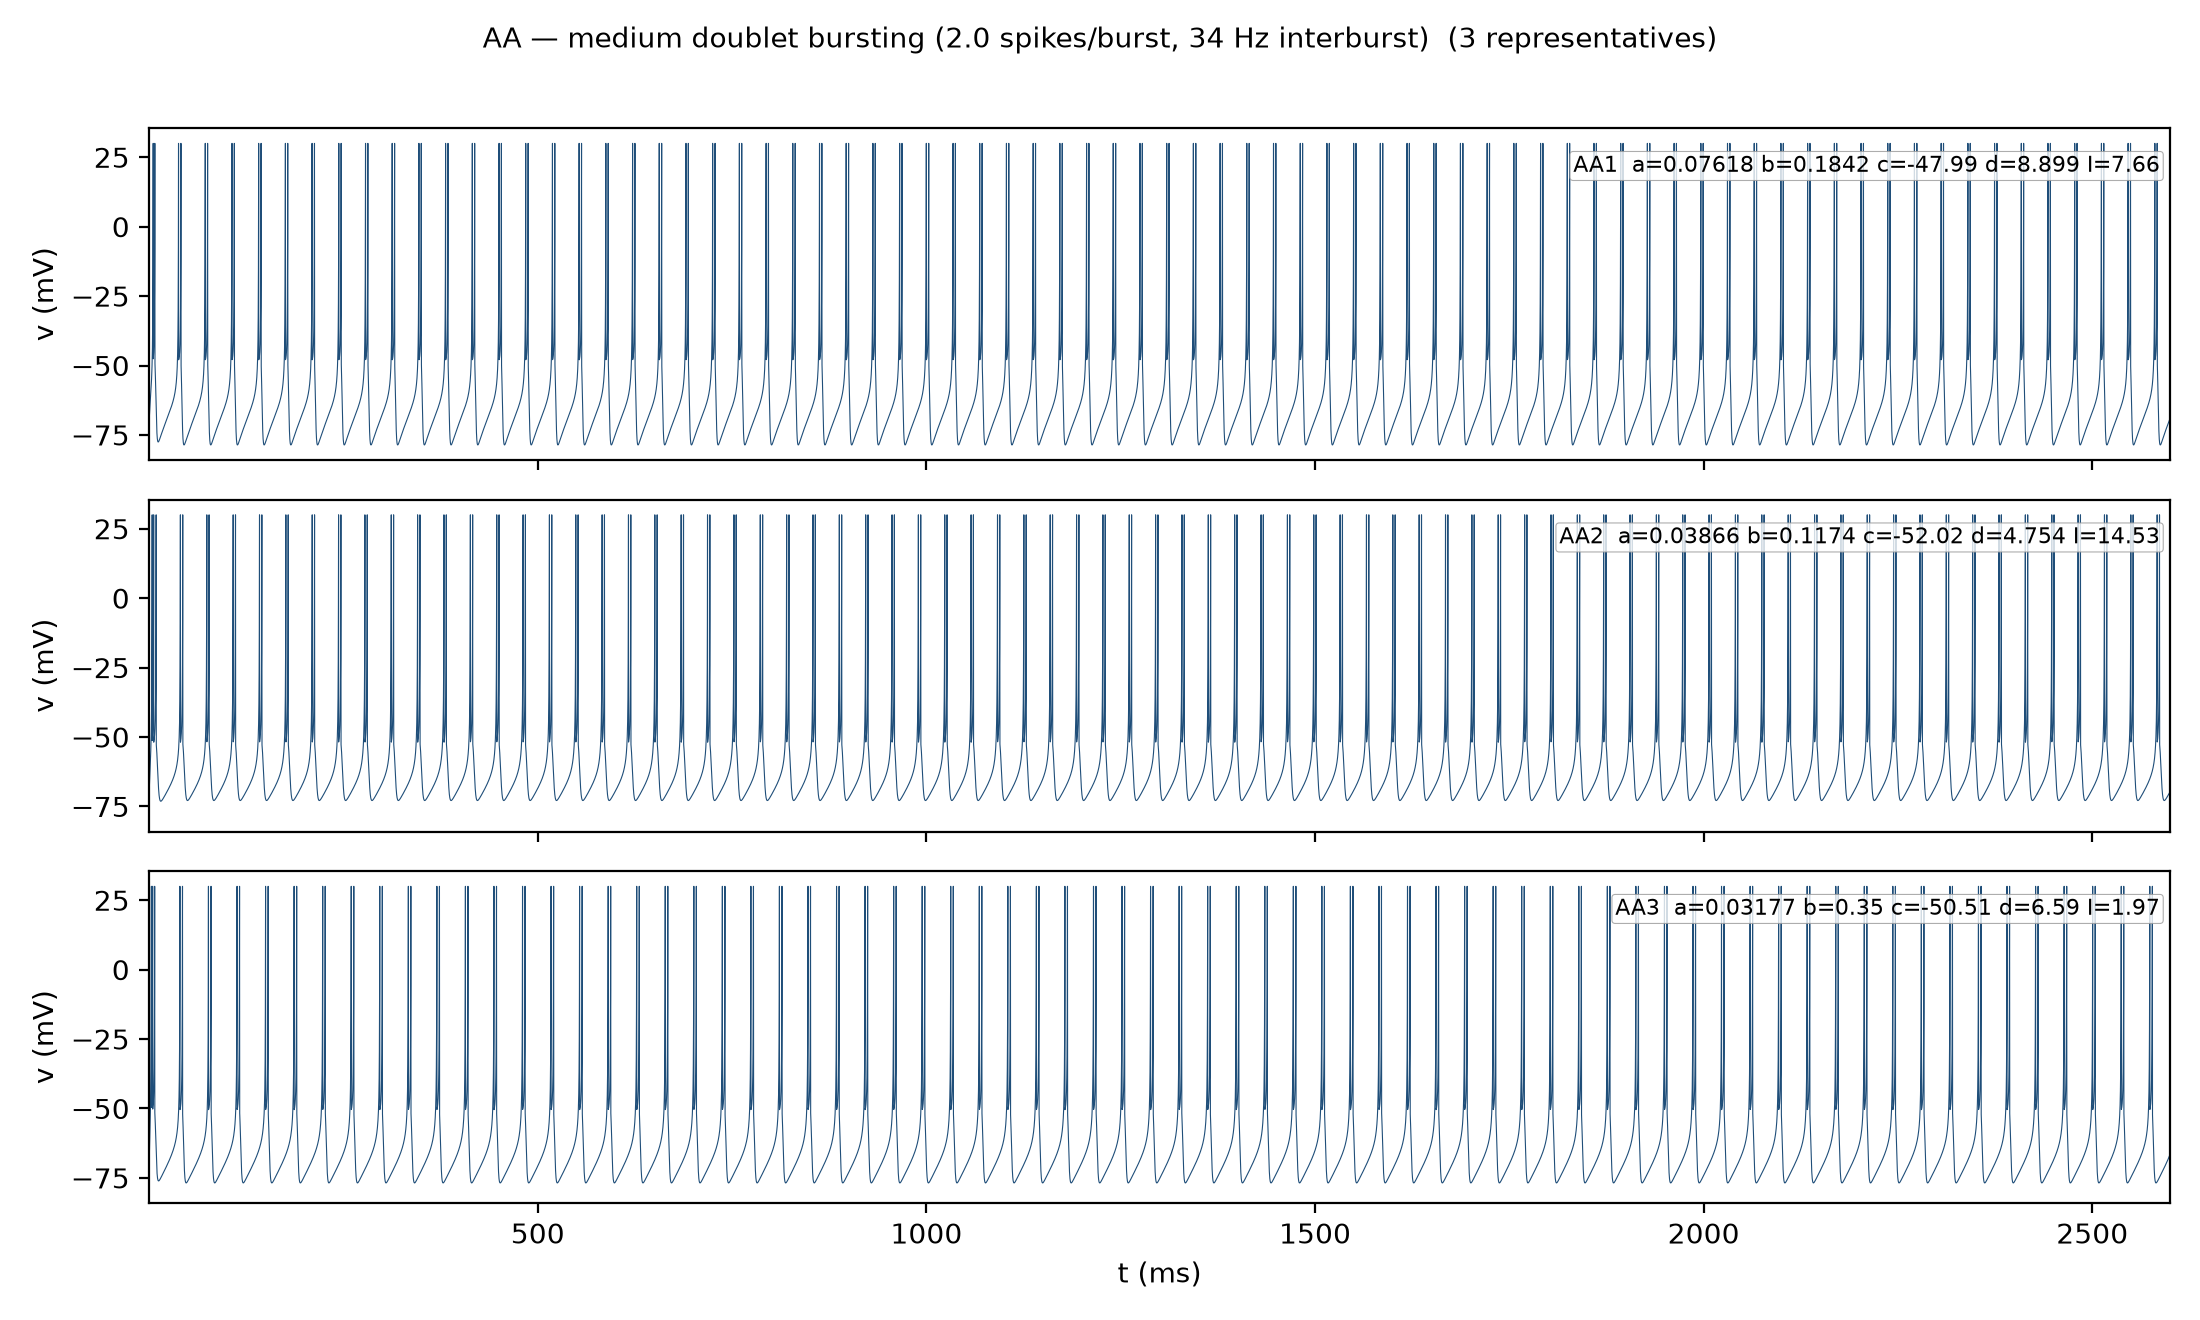 AA — medium doublet bursting (2.0 spikes/burst, 34 Hz interburst)  (3 representatives)
25
0
−25
−50
−75
v (mV)
AA1  a=0.07618 b=0.1842 c=-47.99 d=8.899 I=7.66
25
0
−25
−50
−75
v (mV)
AA2  a=0.03866 b=0.1174 c=-52.02 d=4.754 I=14.53
25
0
−25
−50
−75
v (mV)
AA3  a=0.03177 b=0.35 c=-50.51 d=6.59 I=1.97
500 1000 1500 2000 2500
t (ms)